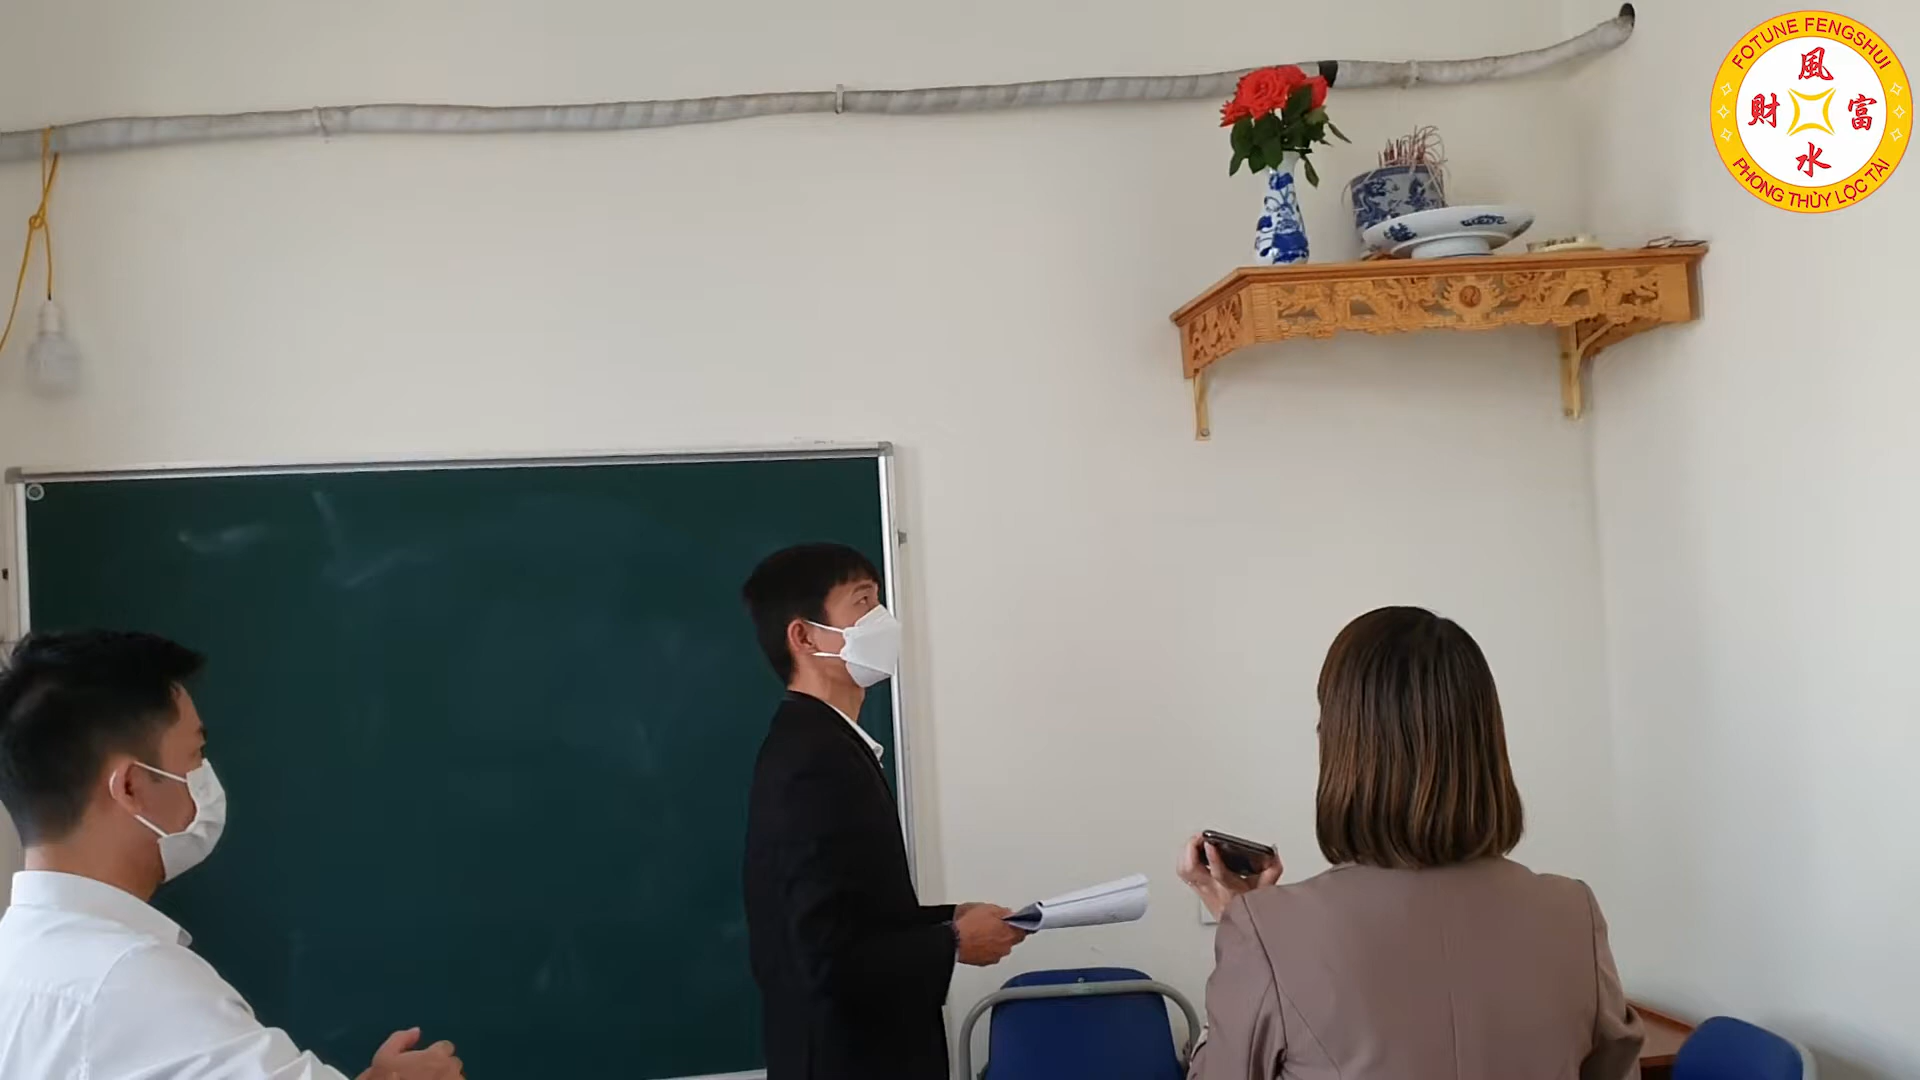 FOTUNE FENGSHUI
風
財 富
水
PHONG THỦY LỘC TÀI